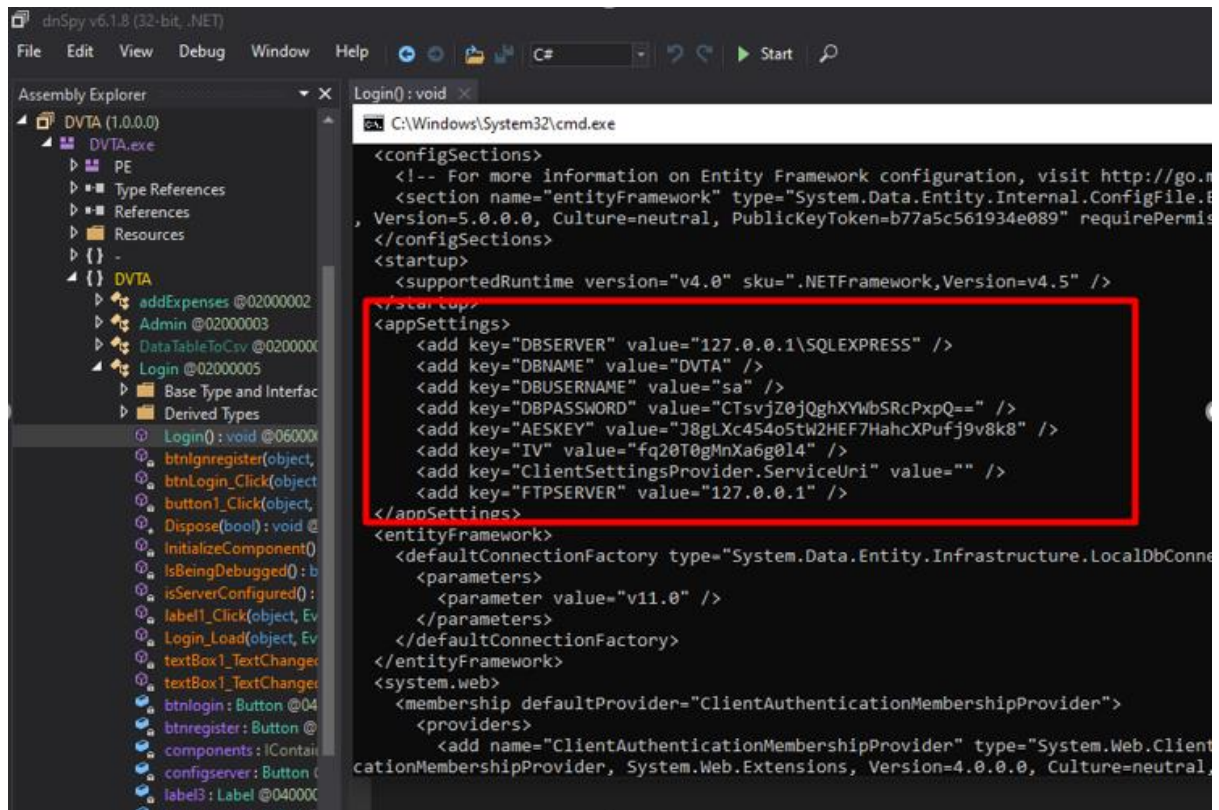 dnSpy v6.1.8 (32-bit, .NET)
File Edit View Debug Window Help C# Start
Assembly Explorer
DVTA (1.0.0.0)
DVTA.exe
PE
Type References
References
Resources
{} -
{} DVTA
addExpenses @02000002
Admin @02000003
DataTableToCsv @0200000
Login @02000005
Base Type and Interfac
Derived Types
Login() : void @06000
btnlgnregister(object,
btnLogin_Click(object
button1_Click(object,
Dispose(bool) : void @
InitializeComponent()
IsBeingDebugged() : b
isServerConfigured() :
label1_Click(object, Ev
Login_Load(object, Ev
textBox1_TextChanged
textBox1_TextChanged
btnlogin : Button @04
btnregister : Button @
components : IContai
configserver : Button
label3 : Label @04000
Login() : void
C:\Windows\System32\cmd.exe
<configSections>
<!-- For more information on Entity Framework configuration, visit http://go.m
<section name="entityFramework" type="System.Data.Entity.Internal.ConfigFile.E
, Version=5.0.0.0, Culture=neutral, PublicKeyToken=b77a5c561934e089" requirePermis
</configSections>
<startup>
<supportedRuntime version="v4.0" sku=".NETFramework,Version=v4.5" />
</startup>
<appSettings>
<add key="DBSERVER" value="127.0.0.1\SQLEXPRESS" />
<add key="DBNAME" value="DVTA" />
<add key="DBUSERNAME" value="sa" />
<add key="DBPASSWORD" value="CTsvjZ0jQghXYWbSRcPxpQ==" />
<add key="AESKEY" value="J8gLXc454o5tW2HEF7HahcXPufj9v8k8" />
<add key="IV" value="fq20T0gMnXa6g0l4" />
<add key="ClientSettingsProvider.ServiceUri" value="" />
<add key="FTPSERVER" value="127.0.0.1" />
</appSettings>
<entityFramework>
<defaultConnectionFactory type="System.Data.Entity.Infrastructure.LocalDbConne
<parameters>
<parameter value="v11.0" />
</parameters>
</defaultConnectionFactory>
</entityFramework>
<system.web>
<membership defaultProvider="ClientAuthenticationMembershipProvider">
<providers>
<add name="ClientAuthenticationMembershipProvider" type="System.Web.Client
cationMembershipProvider, System.Web.Extensions, Version=4.0.0.0, Culture=neutral,